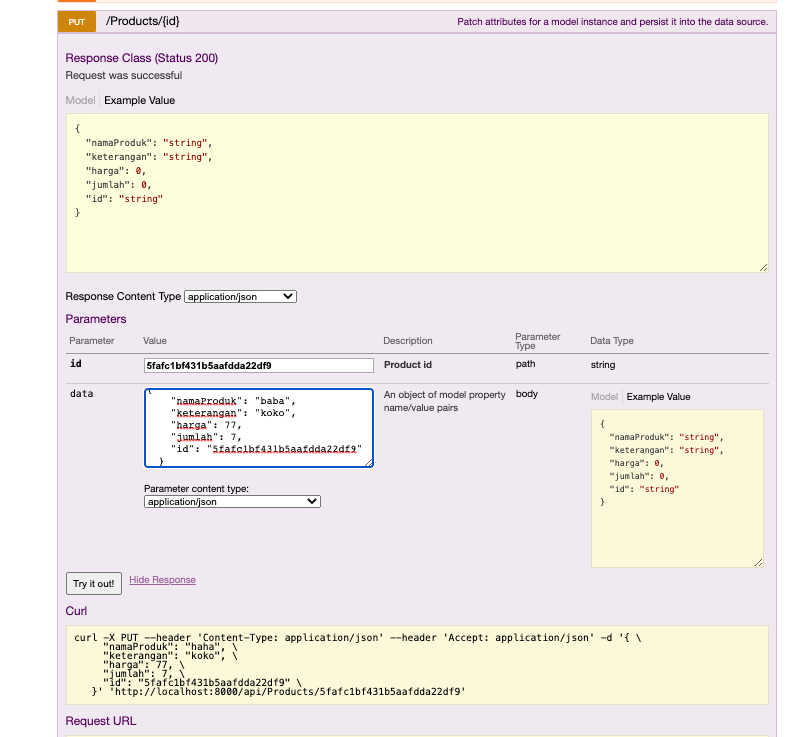 PUT /Products/{id} Patch attributes for a model instance and persist it into the data source.
Response Class (Status 200)
Request was successful
Model Example Value
{
"namaProduk": "string",
"keterangan": "string",
"harga": 0,
"jumlah": 0,
"id": "string"
}
Response Content Type application/json
Parameters
Parameter Value Description Parameter Type Data Type
id 5fafc1bf431b5aafdda22df9 Product id path string
data
{
"namaProduk": "baba",
"keterangan": "koko",
"harga": 77,
"jumlah": 7,
"id": "5fafc1bf431b5aafdda22df9"
}
Parameter content type:
application/json
An object of model property
name/value pairs
body
Model Example Value
{
"namaProduk": "string",
"keterangan": "string",
"harga": 0,
"jumlah": 0,
"id": "string"
}
Try it out! Hide Response
Curl
curl -X PUT --header 'Content-Type: application/json' --header 'Accept: application/json' -d '{ \
"namaProduk": "haha", \
"keterangan": "koko", \
"harga": 77, \
"jumlah": 7, \
"id": "5fafc1bf431b5aafdda22df9" \
}' 'http://localhost:8000/api/Products/5fafc1bf431b5aafdda22df9'
Request URL